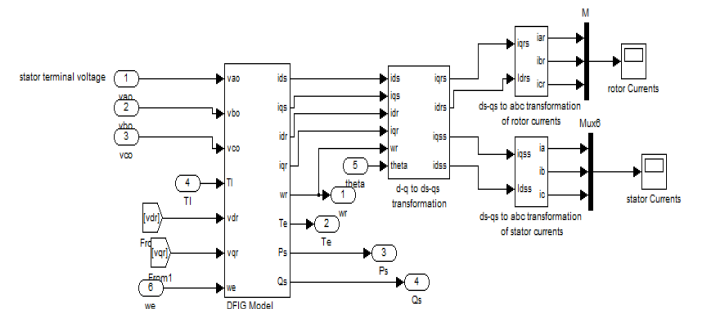 stator terminal voltage
1
vao
2
vbo
3
vco
4
Tl
[vdr]
From
[vqr]
From1
6
we
vao
vbo
vco
Tl
vdr
vqr
we
ids
iqs
idr
iqr
wr
Te
Ps
Qs
DFIG Model
5
theta
1
wr
2
Te
3
Ps
4
Qs
ids
iqs
idr
iqr
wr
theta
iqrs
idrs
iqss
idss
d-q to ds-qs
transformation
iqrs
Idrs
iar
ibr
icr
ds-qs to abc transformation
of rotor currents
M
rotor Currents
iqss
Idss
ia
ib
ic
ds-qs to abc transformation
of stator currents
Mux6
stator Currents